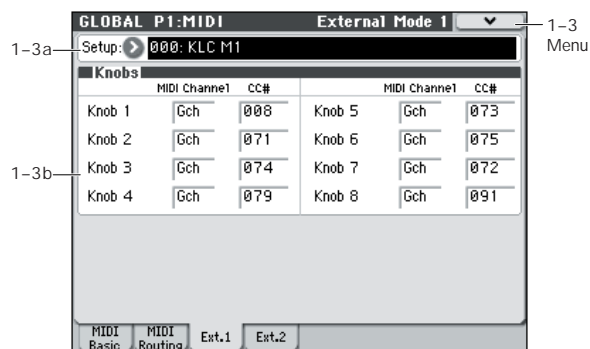 GLOBAL P1:MIDI External Mode 1
1-3 Menu
1-3a
Setup: 000: KLC M1
Knobs
MIDI Channel CC# MIDI Channel CC#
Knob 1 Gch 008 Knob 5 Gch 073
Knob 2 Gch 071 Knob 6 Gch 075
1-3b
Knob 3 Gch 074 Knob 7 Gch 072
Knob 4 Gch 079 Knob 8 Gch 091
MIDI Basic MIDI Routing Ext.1 Ext.2